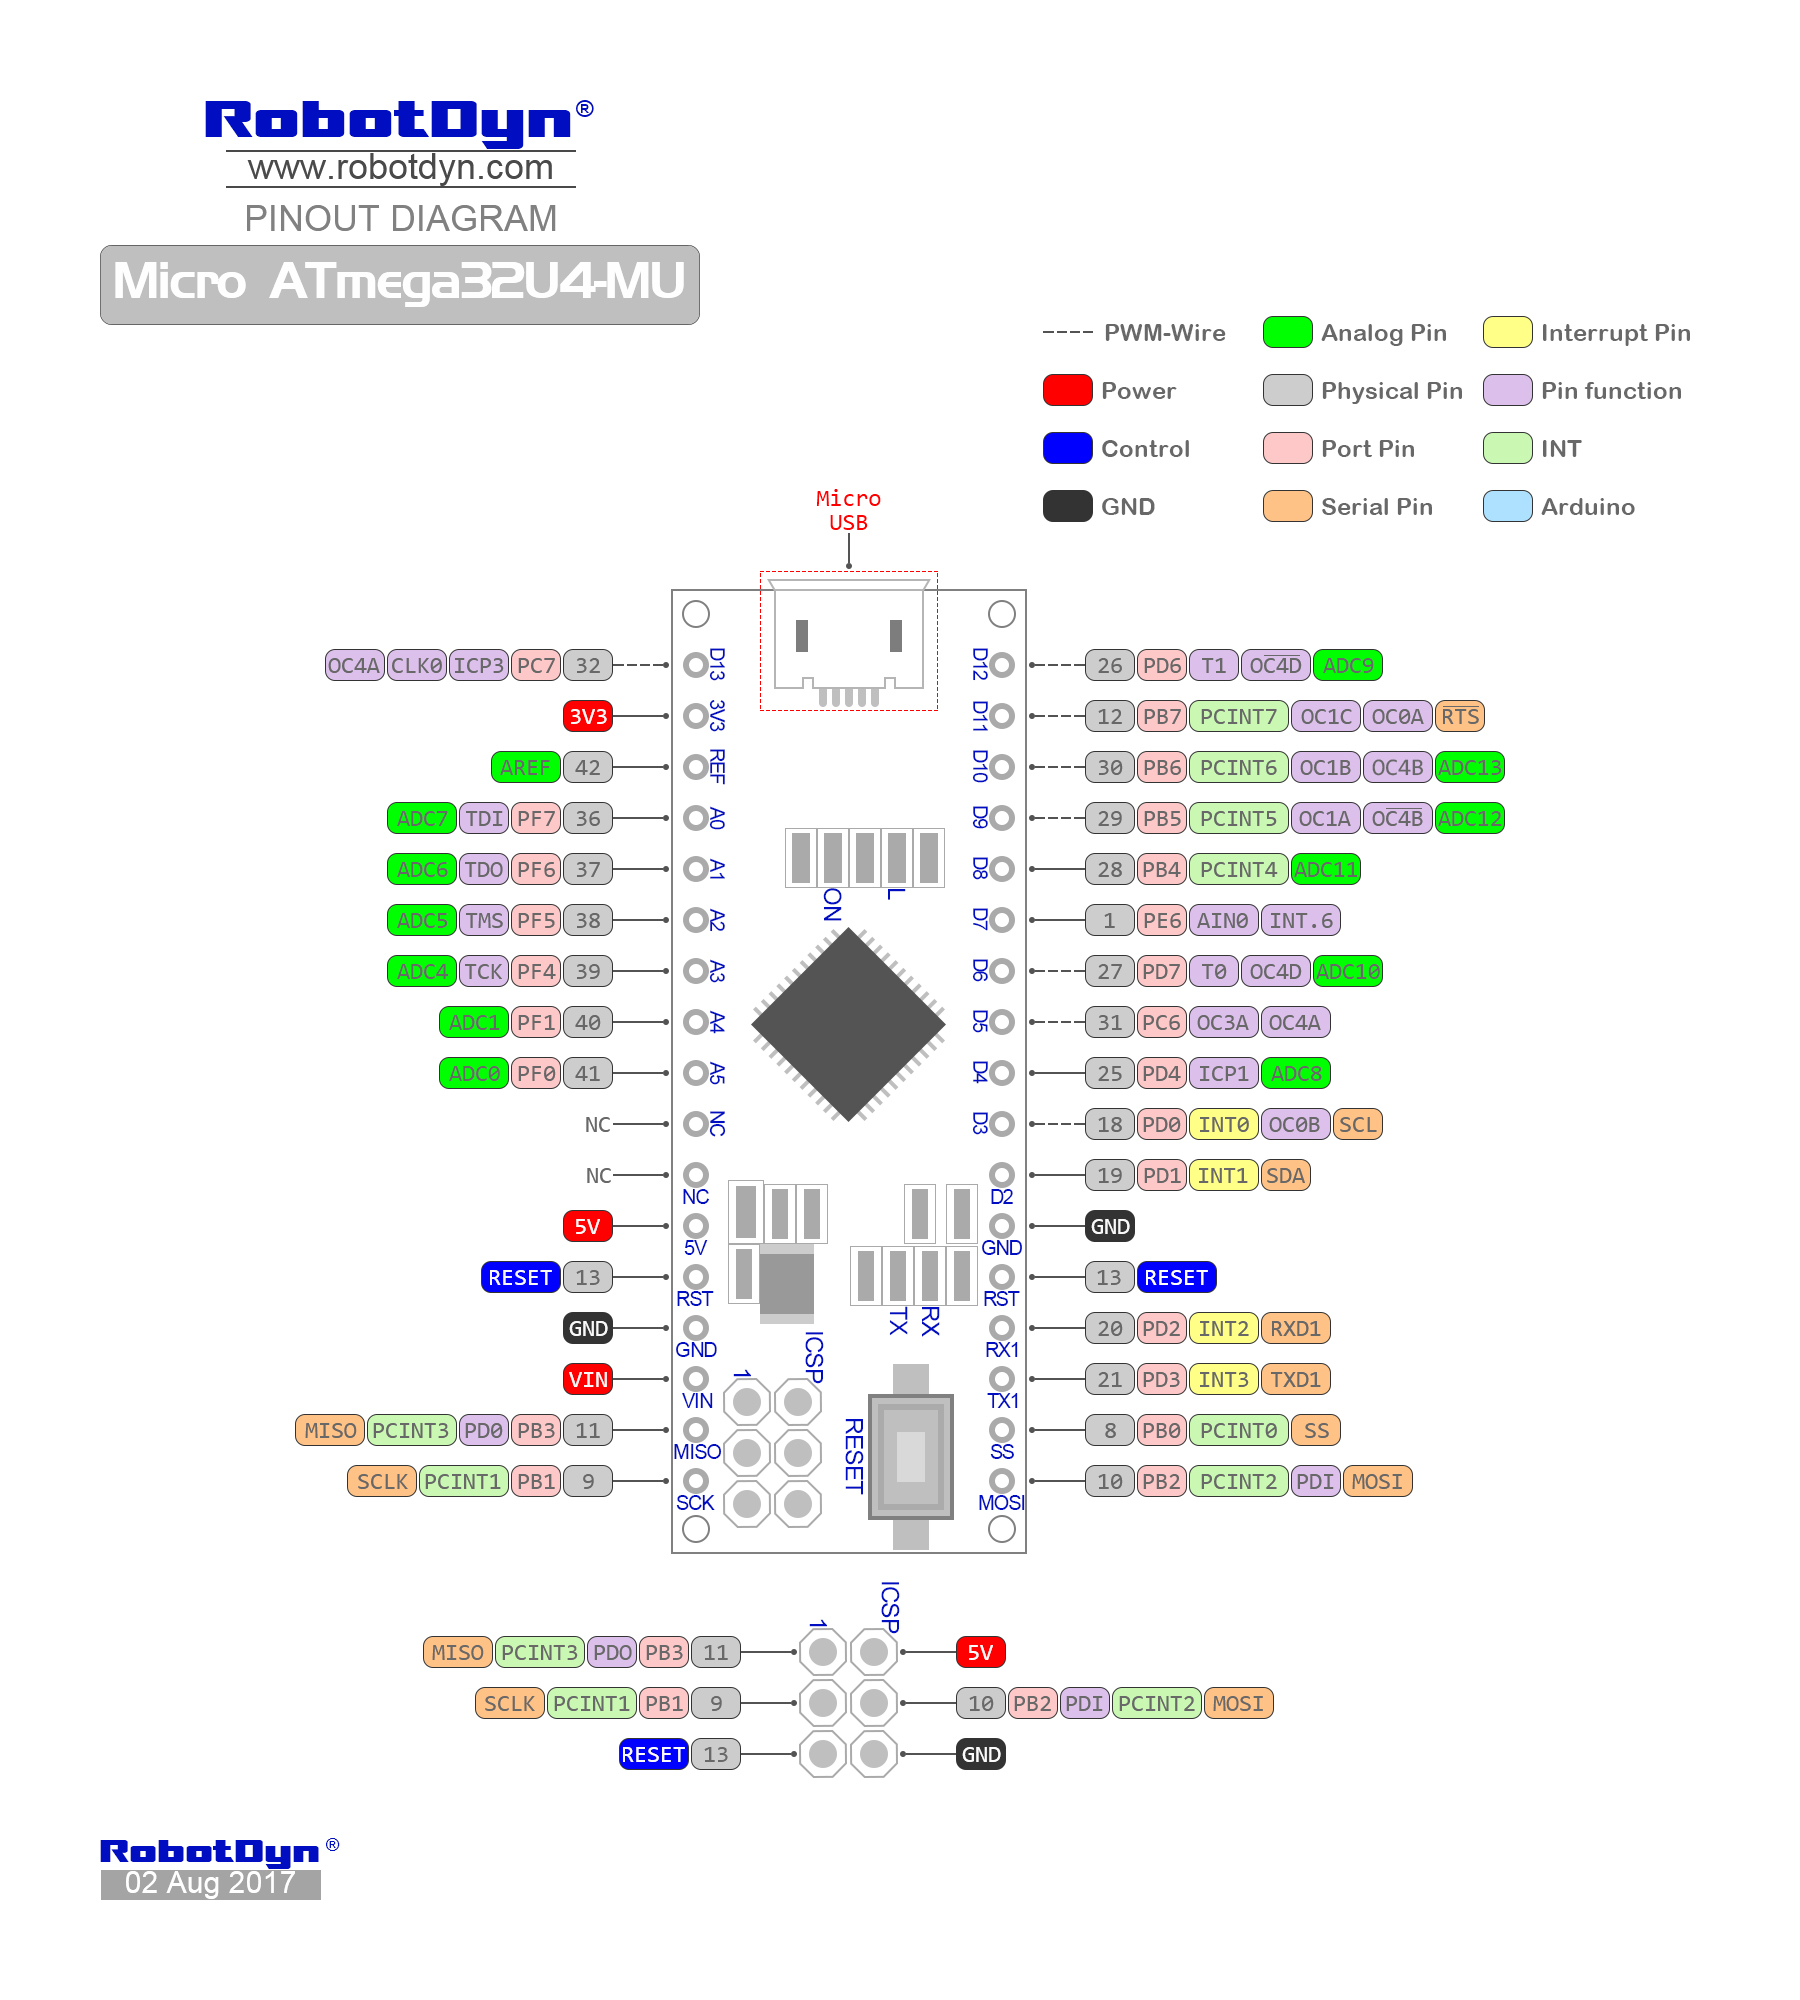 RobotDyn®
www.robotdyn.com
PINOUT DIAGRAM
Micro ATmega32U4-MU
PWM-Wire Analog Pin Interrupt Pin
Power Physical Pin Pin function
Control Port Pin INT
GND Serial Pin Arduino
Micro
USB
OC4A CLK0 ICP3 PC7 32 D13 D12 26 PD6 T1 OC4D ADC9
3V3 3V3 D11 12 PB7 PCINT7 OC1C OC0A RTS
AREF 42 REF D10 30 PB6 PCINT6 OC1B OC4B ADC13
ADC7 TDI PF7 36 A0 D9 29 PB5 PCINT5 OC1A OC4B ADC12
ADC6 TDO PF6 37 A1 D8 28 PB4 PCINT4 ADC11
ON L
ADC5 TMS PF5 38 A2 D7 1 PE6 AIN0 INT.6
ADC4 TCK PF4 39 A3 D6 27 PD7 T0 OC4D ADC10
ADC1 PF1 40 A4 D5 31 PC6 OC3A OC4A
ADC0 PF0 41 A5 D4 25 PD4 ICP1 ADC8
NC NC D3 18 PD0 INT0 OC0B SCL
NC NC D2 19 PD1 INT1 SDA
5V 5V GND GND
RESET 13 RST RST 13 RESET
TX RX
GND GND RX1 20 PD2 INT2 RXD1
ICSP
1
VIN VIN TX1 21 PD3 INT3 TXD1
MISO PCINT3 PD0 PB3 11 MISO SS 8 PB0 PCINT0 SS
RESET
SCLK PCINT1 PB1 9 SCK MOSI 10 PB2 PCINT2 PDI MOSI
ICSP
1
MISO PCINT3 PDO PB3 11 5V
SCLK PCINT1 PB1 9 10 PB2 PDI PCINT2 MOSI
RESET 13 GND
RobotDyn®
02 Aug 2017